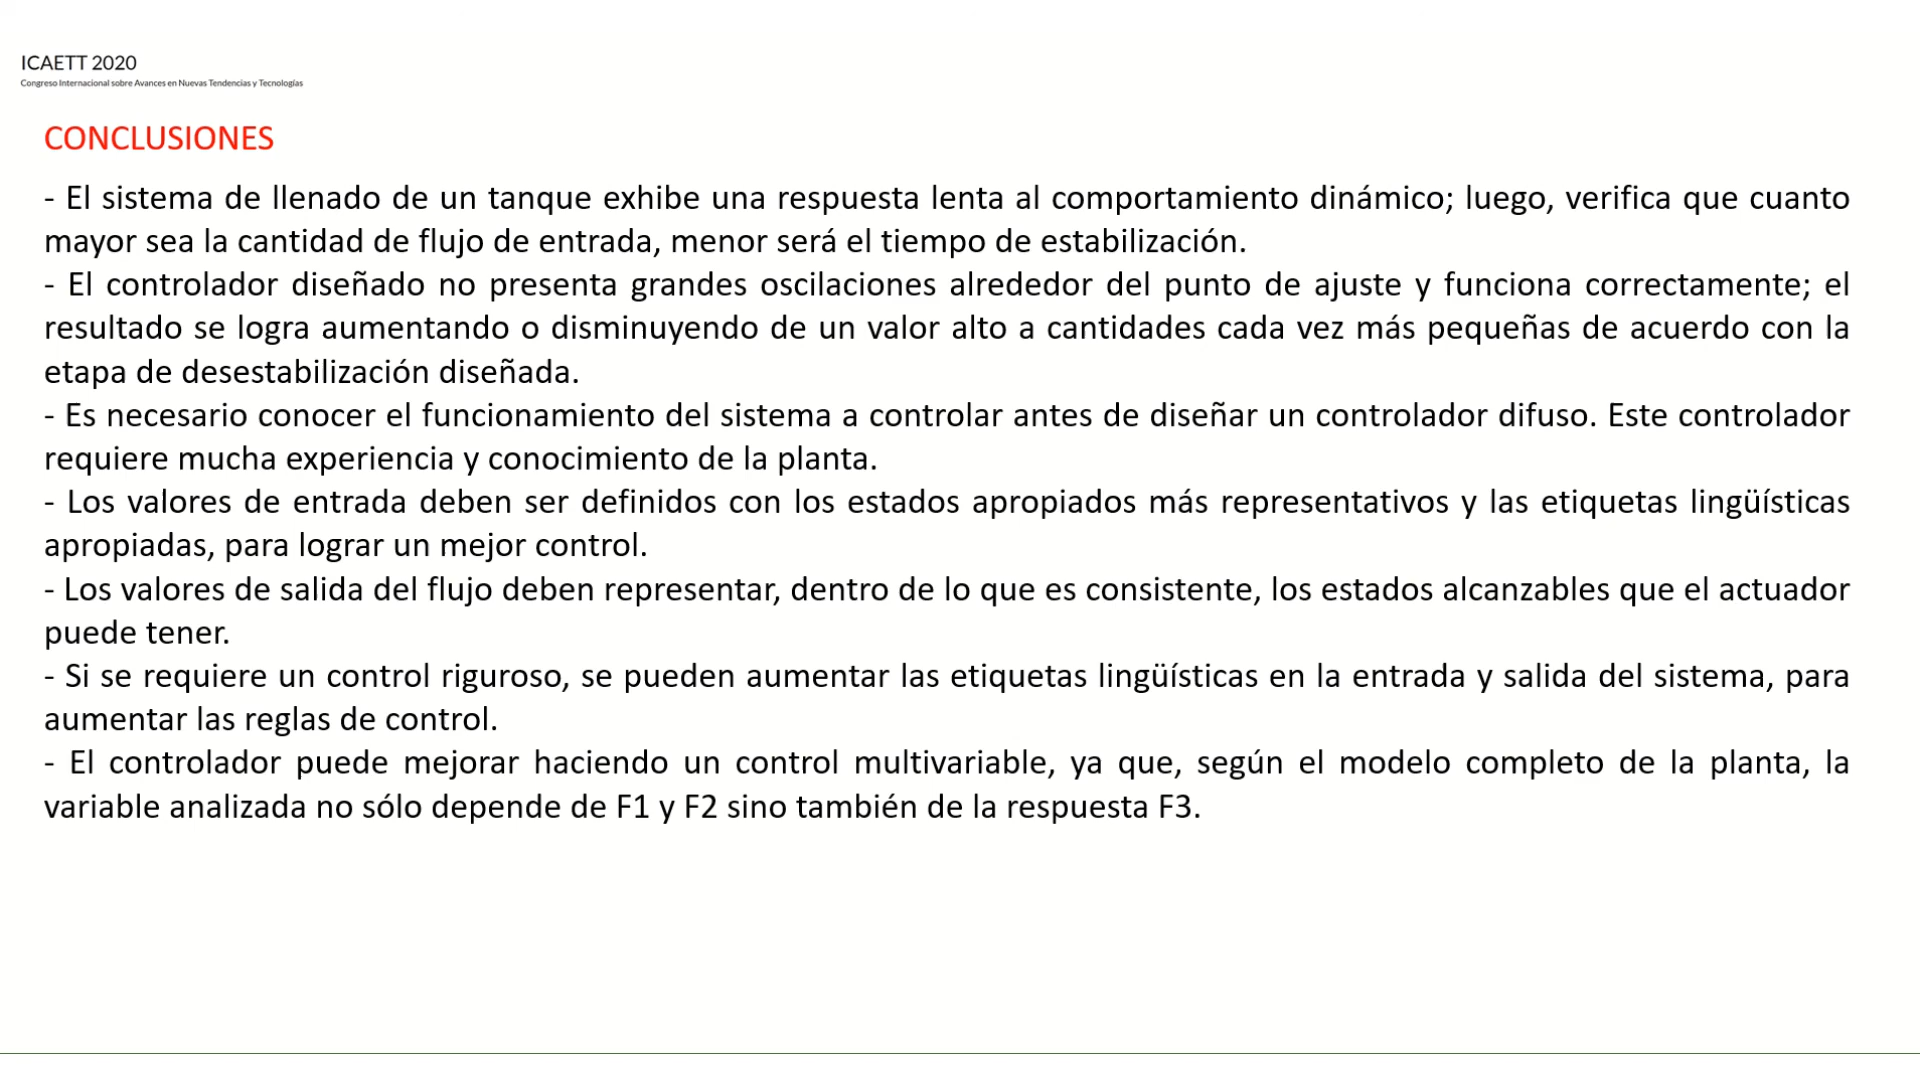 ICAETT 2020
Congreso Internacional sobre Avances en Nuevas Tendencias y Tecnologías
CONCLUSIONES
- El sistema de llenado de un tanque exhibe una respuesta lenta al comportamiento dinámico; luego, verifica que cuanto
mayor sea la cantidad de flujo de entrada, menor será el tiempo de estabilización.
- El controlador diseñado no presenta grandes oscilaciones alrededor del punto de ajuste y funciona correctamente; el
resultado se logra aumentando o disminuyendo de un valor alto a cantidades cada vez más pequeñas de acuerdo con la
etapa de desestabilización diseñada.
- Es necesario conocer el funcionamiento del sistema a controlar antes de diseñar un controlador difuso. Este controlador
requiere mucha experiencia y conocimiento de la planta.
- Los valores de entrada deben ser definidos con los estados apropiados más representativos y las etiquetas lingüísticas
apropiadas, para lograr un mejor control.
- Los valores de salida del flujo deben representar, dentro de lo que es consistente, los estados alcanzables que el actuador
puede tener.
- Si se requiere un control riguroso, se pueden aumentar las etiquetas lingüísticas en la entrada y salida del sistema, para
aumentar las reglas de control.
- El controlador puede mejorar haciendo un control multivariable, ya que, según el modelo completo de la planta, la
variable analizada no sólo depende de F1 y F2 sino también de la respuesta F3.